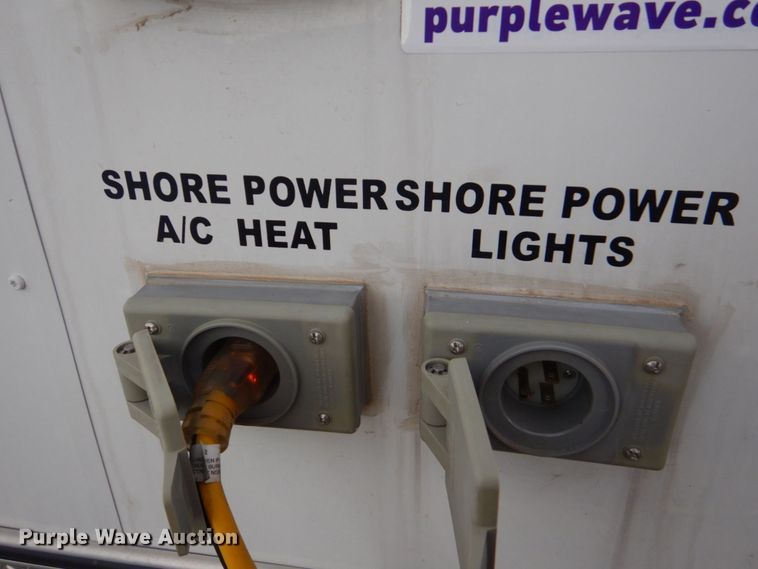 purplewave.co
SHORE POWER
A/C HEAT
SHORE POWER
LIGHTS
Purple Wave Auction